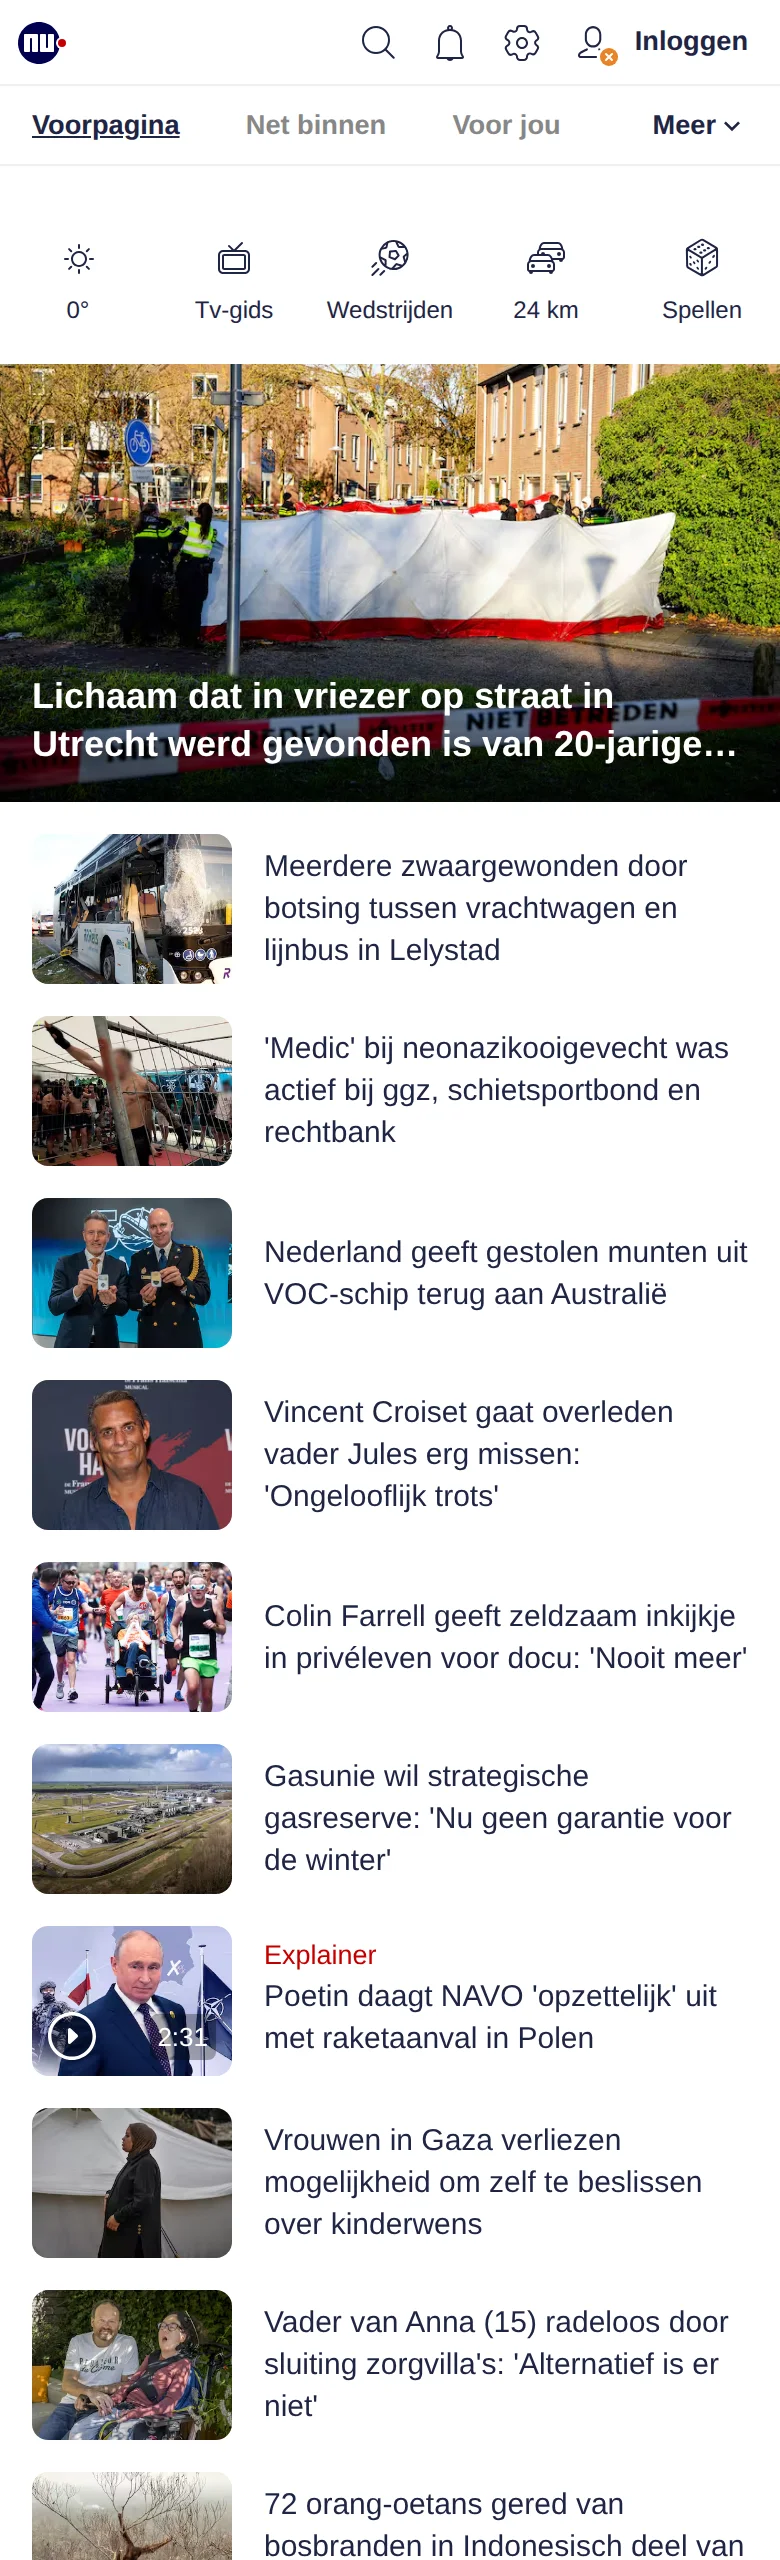 nu
Inloggen
Voorpagina
Net binnen
Voor jou
Meer
0°
Tv-gids
Wedstrijden
24 km
Spellen
NIET BETREDEN
Lichaam dat in vriezer op straat in
Utrecht werd gevonden is van 20-jarige...
Meerdere zwaargewonden door
botsing tussen vrachtwagen en
lijnbus in Lelystad
'Medic' bij neonazikooigevecht was
actief bij ggz, schietsportbond en
rechtbank
Nederland geeft gestolen munten uit
VOC-schip terug aan Australië
MUSICAL
Vincent Croiset gaat overleden
vader Jules erg missen:
'Ongelooflijk trots'
Colin Farrell geeft zeldzaam inkijkje
in privéleven voor docu: 'Nooit meer'
Gasunie wil strategische
gasreserve: 'Nu geen garantie voor
de winter'
2:31
Explainer
Poetin daagt NAVO 'opzettelijk' uit
met raketaanval in Polen
Vrouwen in Gaza verliezen
mogelijkheid om zelf te beslissen
over kinderwens
Vader van Anna (15) radeloos door
sluiting zorgvilla's: 'Alternatief is er
niet'
72 orang-oetans gered van
bosbranden in Indonesisch deel van